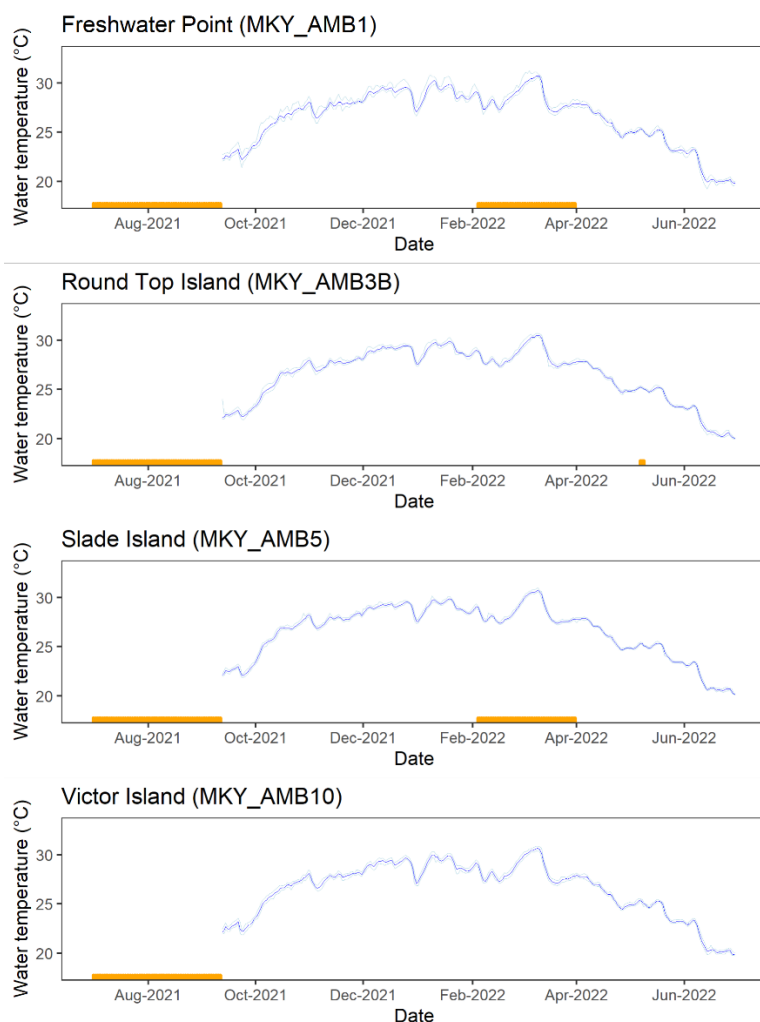 Freshwater Point (MKY_AMB1)
Water temperature (°C)
30
25
20
Aug-2021 Oct-2021 Dec-2021 Feb-2022 Apr-2022 Jun-2022
Date
Round Top Island (MKY_AMB3B)
Water temperature (°C)
30
25
20
Aug-2021 Oct-2021 Dec-2021 Feb-2022 Apr-2022 Jun-2022
Date
Slade Island (MKY_AMB5)
Water temperature (°C)
30
25
20
Aug-2021 Oct-2021 Dec-2021 Feb-2022 Apr-2022 Jun-2022
Date
Victor Island (MKY_AMB10)
Water temperature (°C)
30
25
20
Aug-2021 Oct-2021 Dec-2021 Feb-2022 Apr-2022 Jun-2022
Date